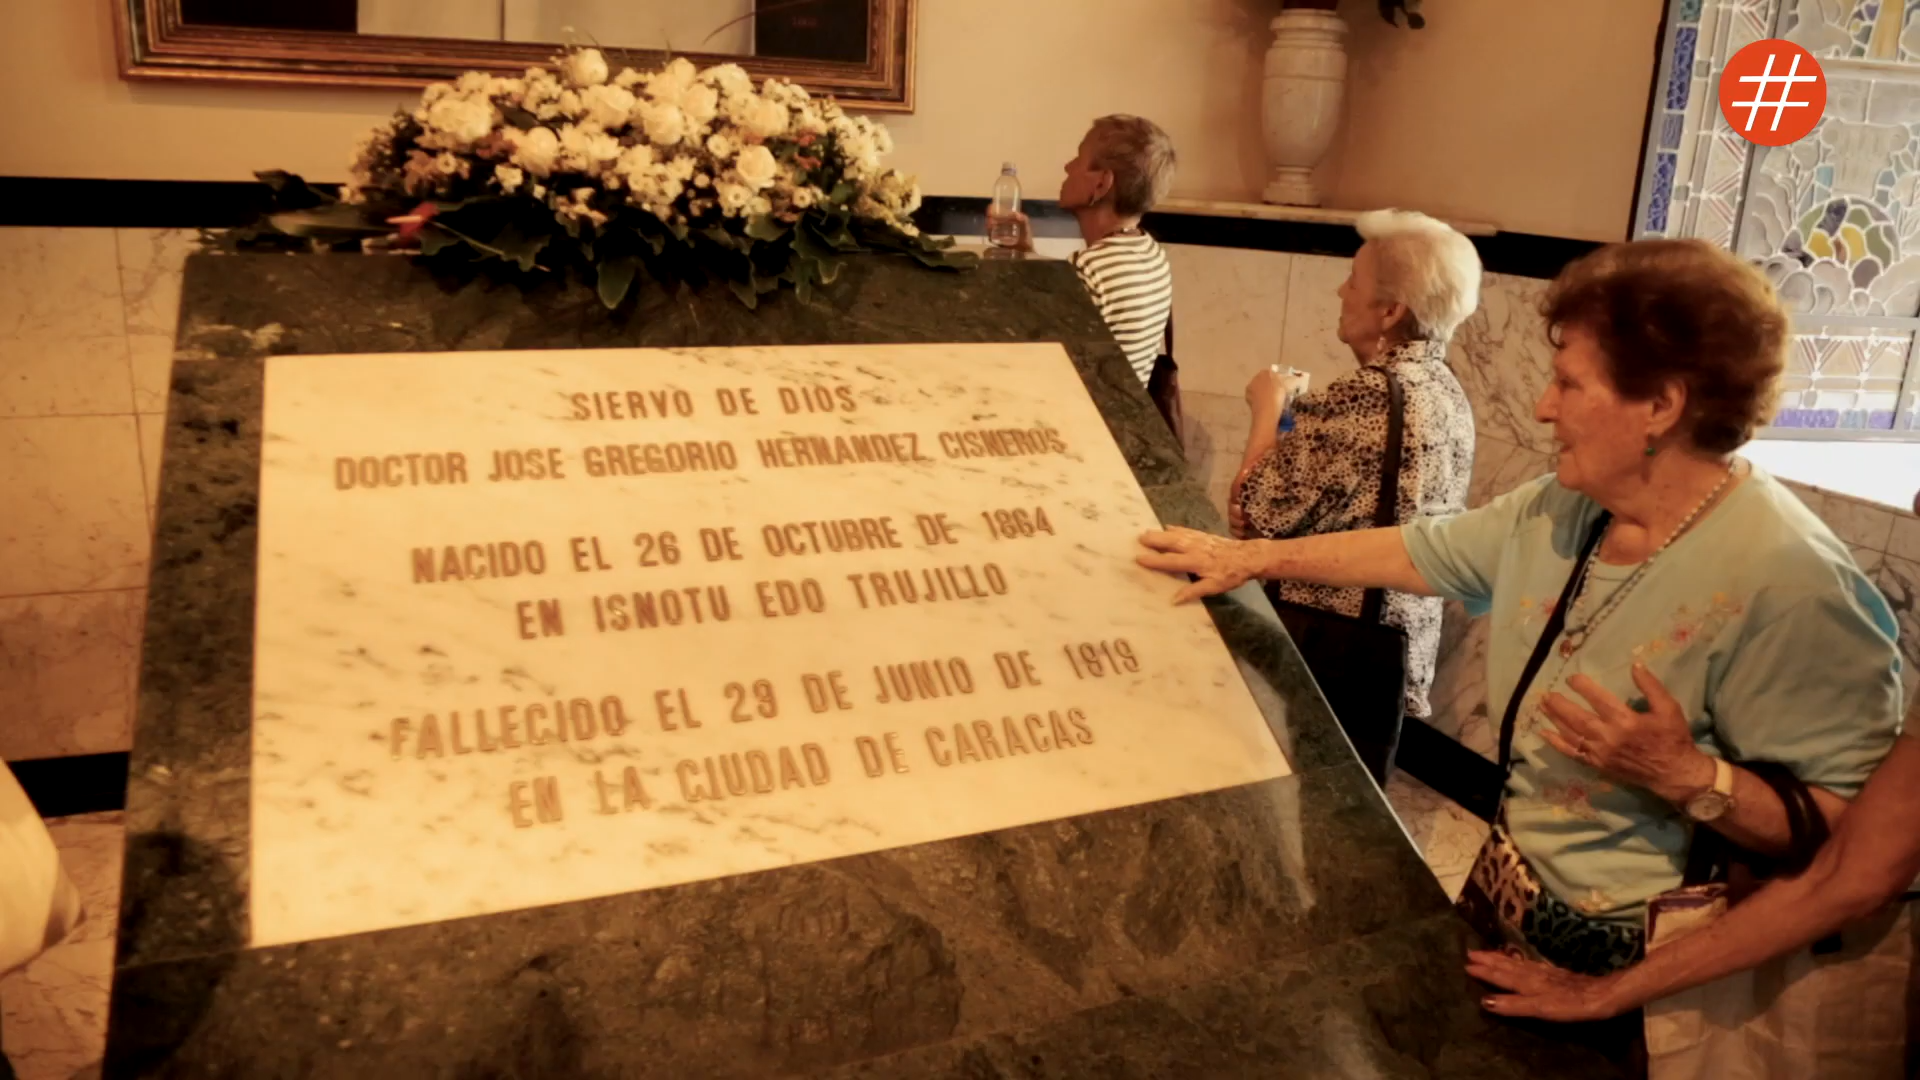 #
SIERVO DE DIOS
DOCTOR JOSE GREGORIO HERNANDEZ CISNEROS
NACIDO EL 26 DE OCTUBRE DE 1864
EN ISNOTU EDO TRUJILLO
FALLECIDO EL 29 DE JUNIO DE 1919
EN LA CIUDAD DE CARACAS